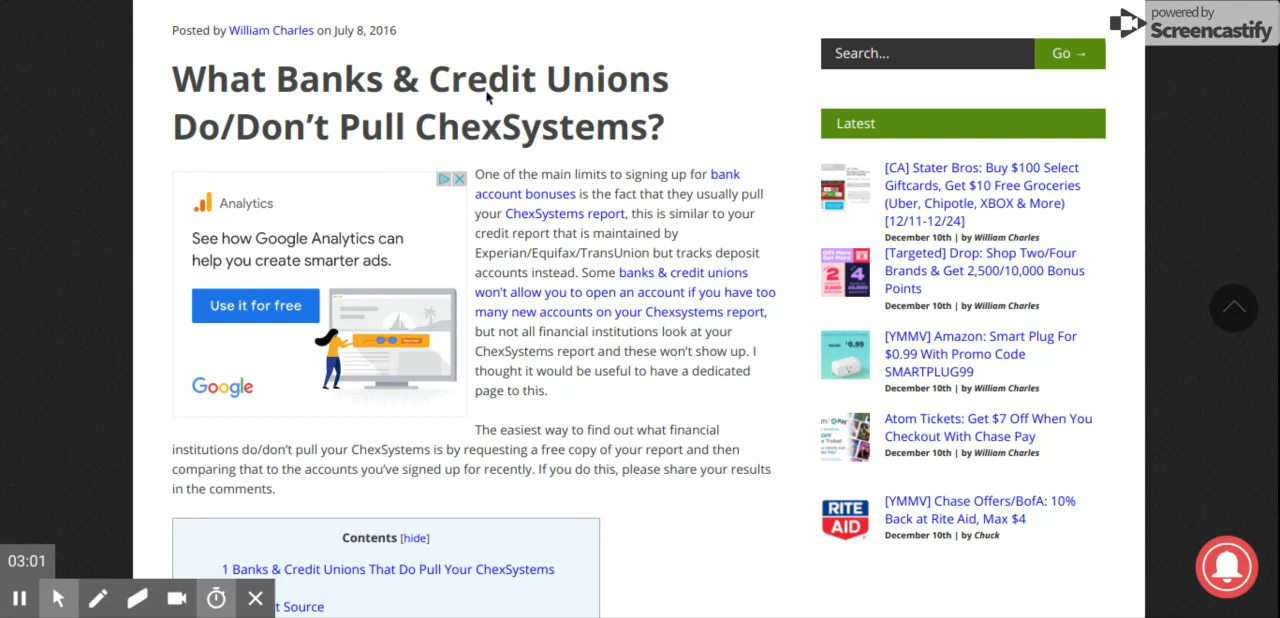 powered by
Screencastify
Posted by William Charles on July 8, 2016
What Banks & Credit Unions
Do/Don't Pull ChexSystems?
Analytics
See how Google Analytics can
help you create smarter ads.
Use it for free
Google
One of the main limits to signing up for bank
account bonuses is the fact that they usually pull
your ChexSystems report, this is similar to your
credit report that is maintained by
Experian/Equifax/TransUnion but tracks deposit
accounts instead. Some banks & credit unions
won't allow you to open an account if you have too
many new accounts on your Chexsystems report,
but not all financial institutions look at your
ChexSystems report and these won't show up. I
thought it would be useful to have a dedicated
page to this.
The easiest way to find out what financial
institutions do/don't pull your ChexSystems is by requesting a free copy of your report and then
comparing that to the accounts you've signed up for recently. If you do this, please share your results
in the comments.
Contents [hide]
1 Banks & Credit Unions That Do Pull Your ChexSystems
t Source
Search...
Go →
Latest
[CA] Stater Bros: Buy $100 Select
Giftcards, Get $10 Free Groceries
(Uber, Chipotle, XBOX & More)
[12/11-12/24]
December 10th | by William Charles
[Targeted] Drop: Shop Two/Four
Brands & Get 2,500/10,000 Bonus
Points
December 10th | by William Charles
[YMMV] Amazon: Smart Plug For
$0.99 With Promo Code
SMARTPLUG99
December 10th | by William Charles
$0.99
Atom Tickets: Get $7 Off When You
Checkout With Chase Pay
December 10th | by William Charles
RITE
AID
[YMMV] Chase Offers/BofA: 10%
Back at Rite Aid, Max $4
December 10th | by Chuck
03:01